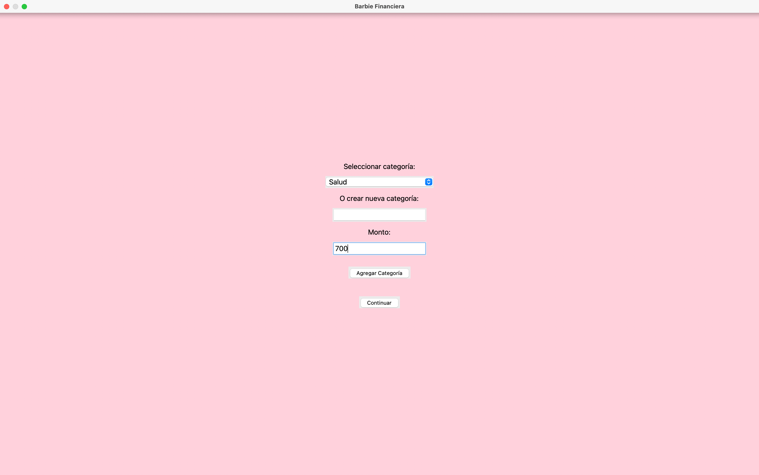 Barbie Financiera
Seleccionar categoría:
Salud
O crear nueva categoría:
Monto:
700
Agregar Categoría
Continuar